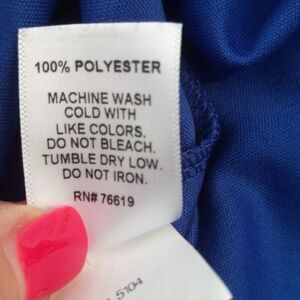 100% POLYESTER
MACHINE WASH
COLD WITH
LIKE COLORS.
DO NOT BLEACH.
TUMBLE DRY LOW.
DO NOT IRON.
RN# 76619
5104